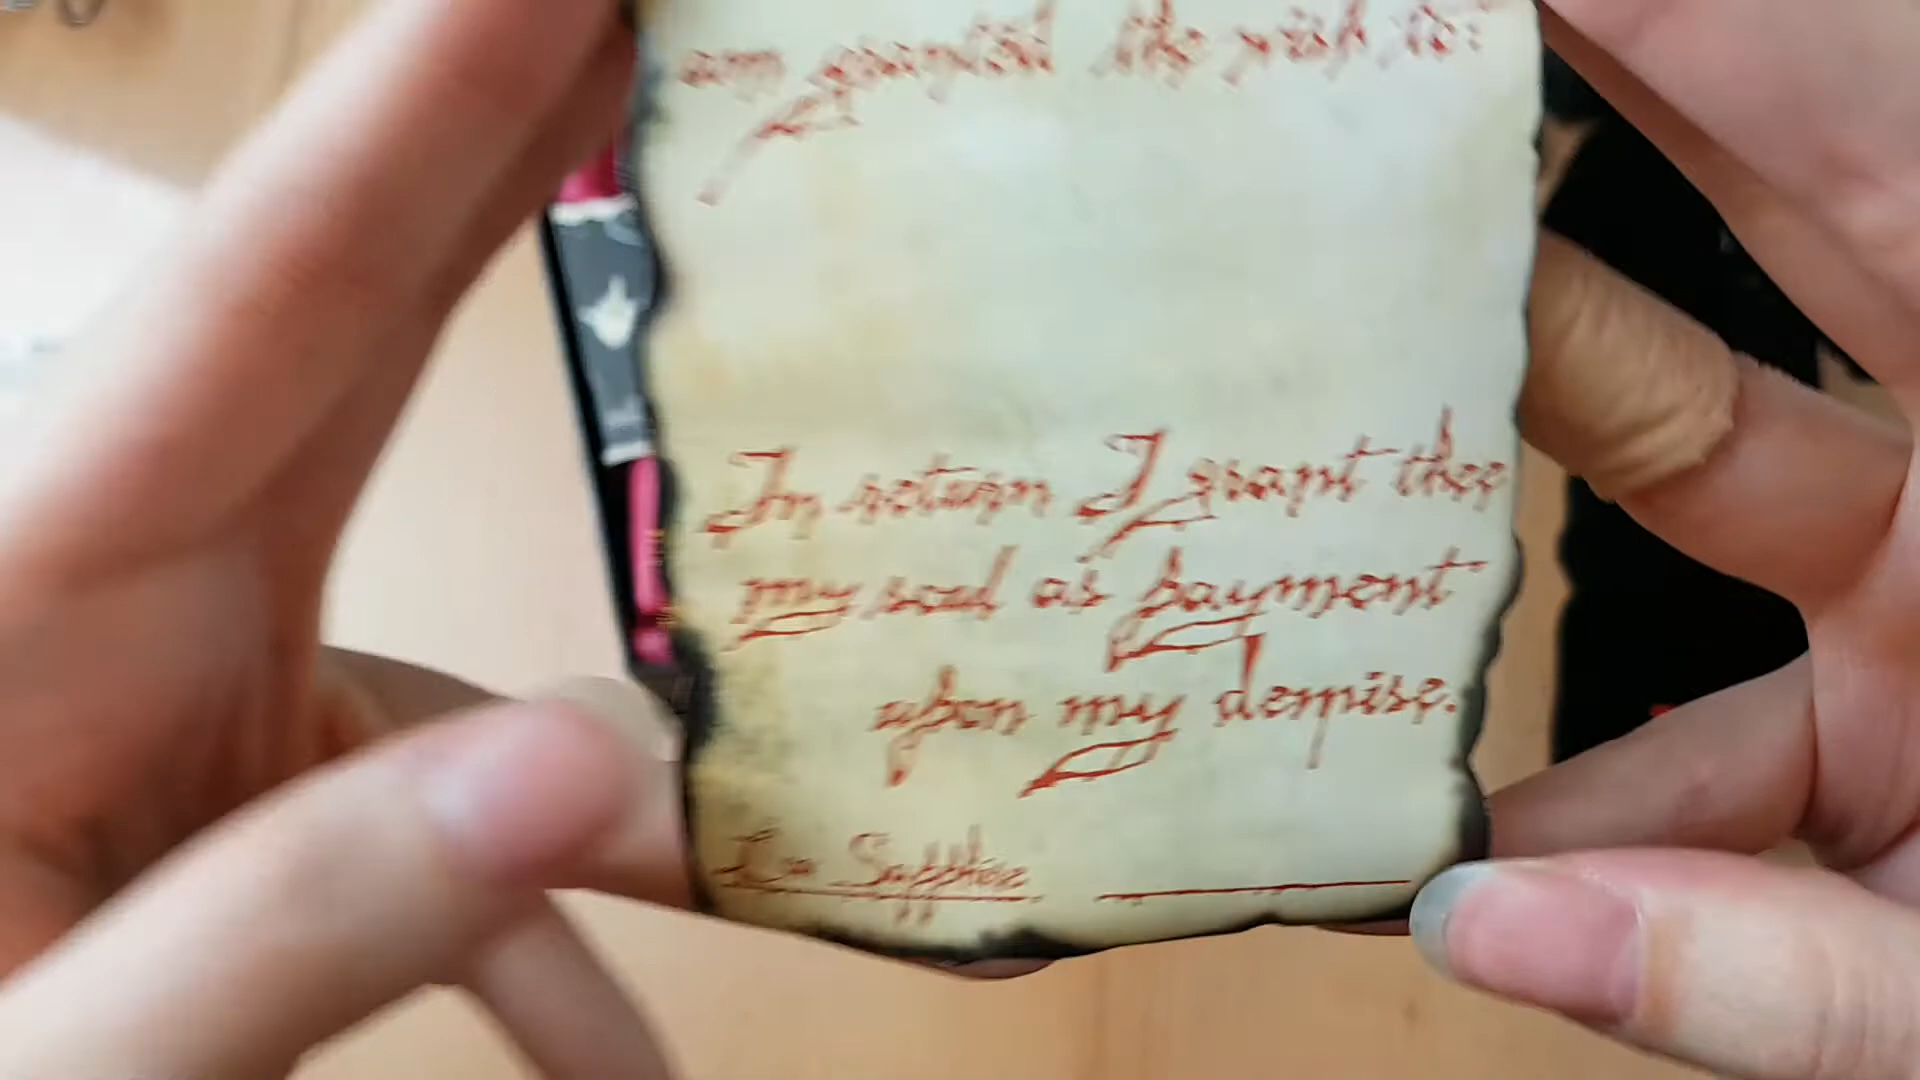 am granted the wish to:
In return I grant thee
my soul as payment
upon my demise.